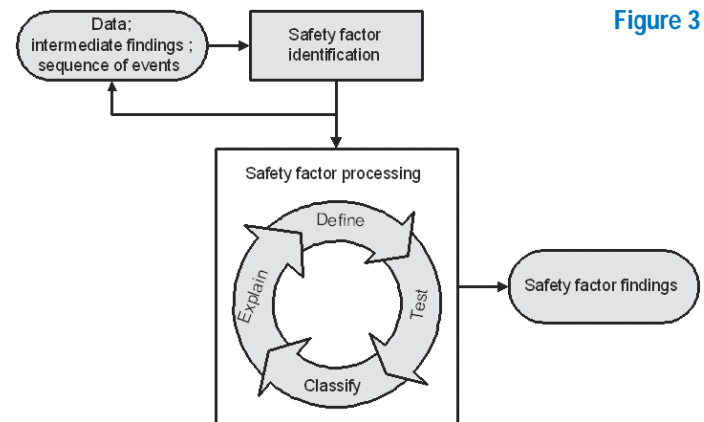 Figure 3
Data;
intermediate findings ;
sequence of events
Safety factor
identification
Safety factor processing
Define
Test
Classify
Explain
Safety factor findings